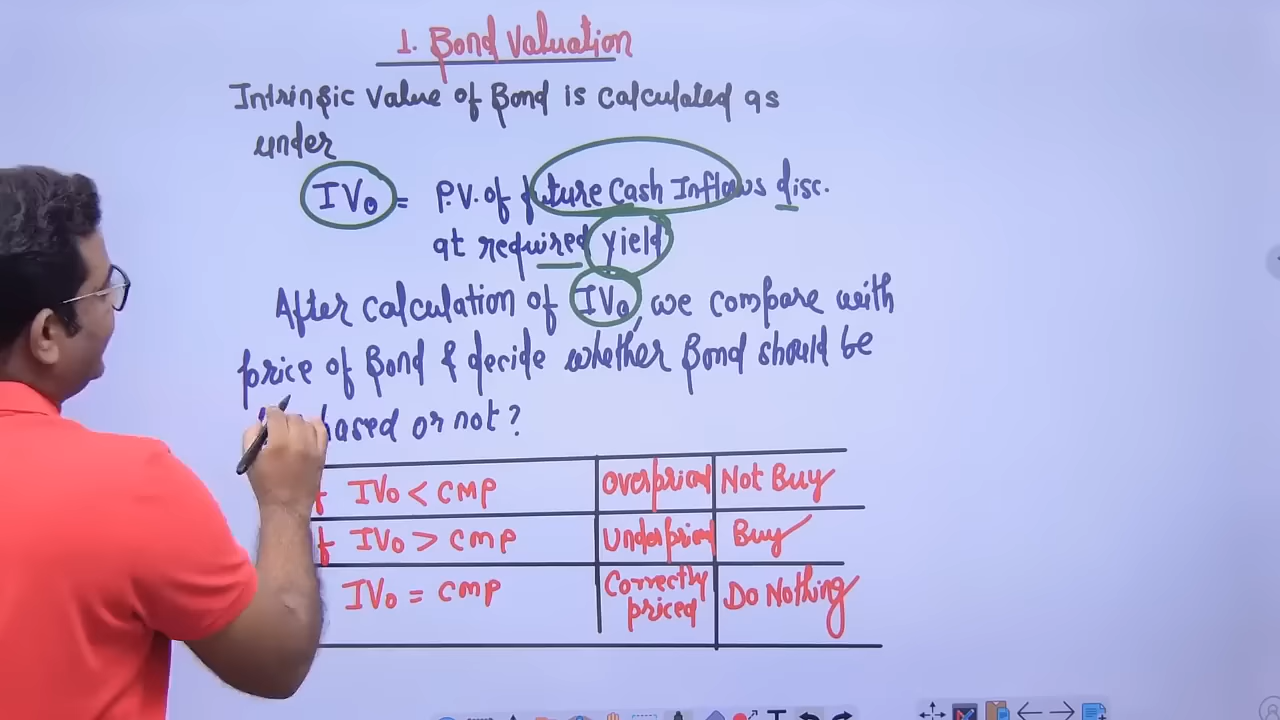 1. Bond Valuation
Intrinsic Value of Bond is calculated as
under
IV₀ = P.V. of future Cash Inflows disc.
at required yield
After calculation of IV₀, we compare with
price of Bond & decide whether Bond should be
hased or not?
f IV₀ < CMP Overpriced Not Buy
f IV₀ > CMP Underpriced Buy
IV₀ = CMP Correctly priced Do Nothing